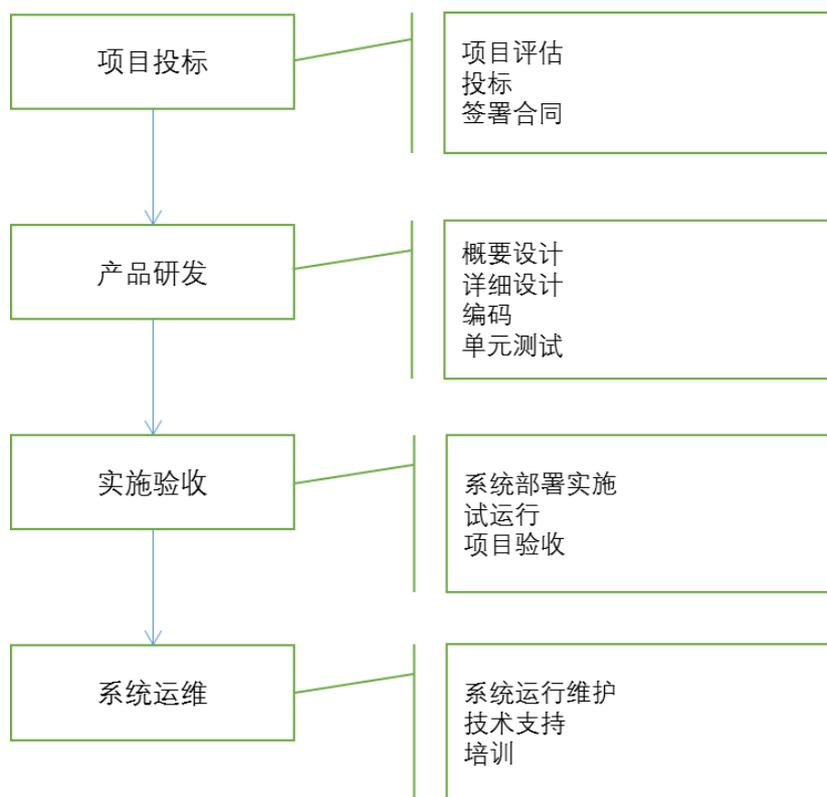 项目投标
项目评估
投标
签署合同
产品研发
概要设计
详细设计
编码
单元测试
实施验收
系统部署实施
试运行
项目验收
系统运维
系统运行维护
技术支持
培训